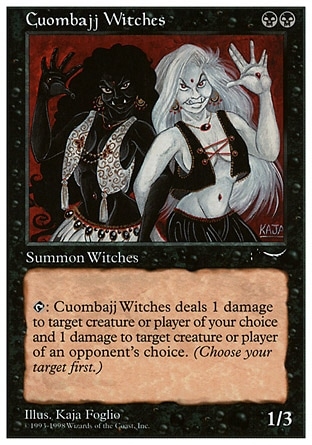 Cuombajj Witches
KAJA
Summon Witches
: Cuombajj Witches deals 1 damage
to target creature or player of your choice
and 1 damage to target creature or player
of an opponent's choice. (Choose your
target first.)
Illus. Kaja Foglio
© 1993-1998 Wizards of the Coast, Inc.
1/3